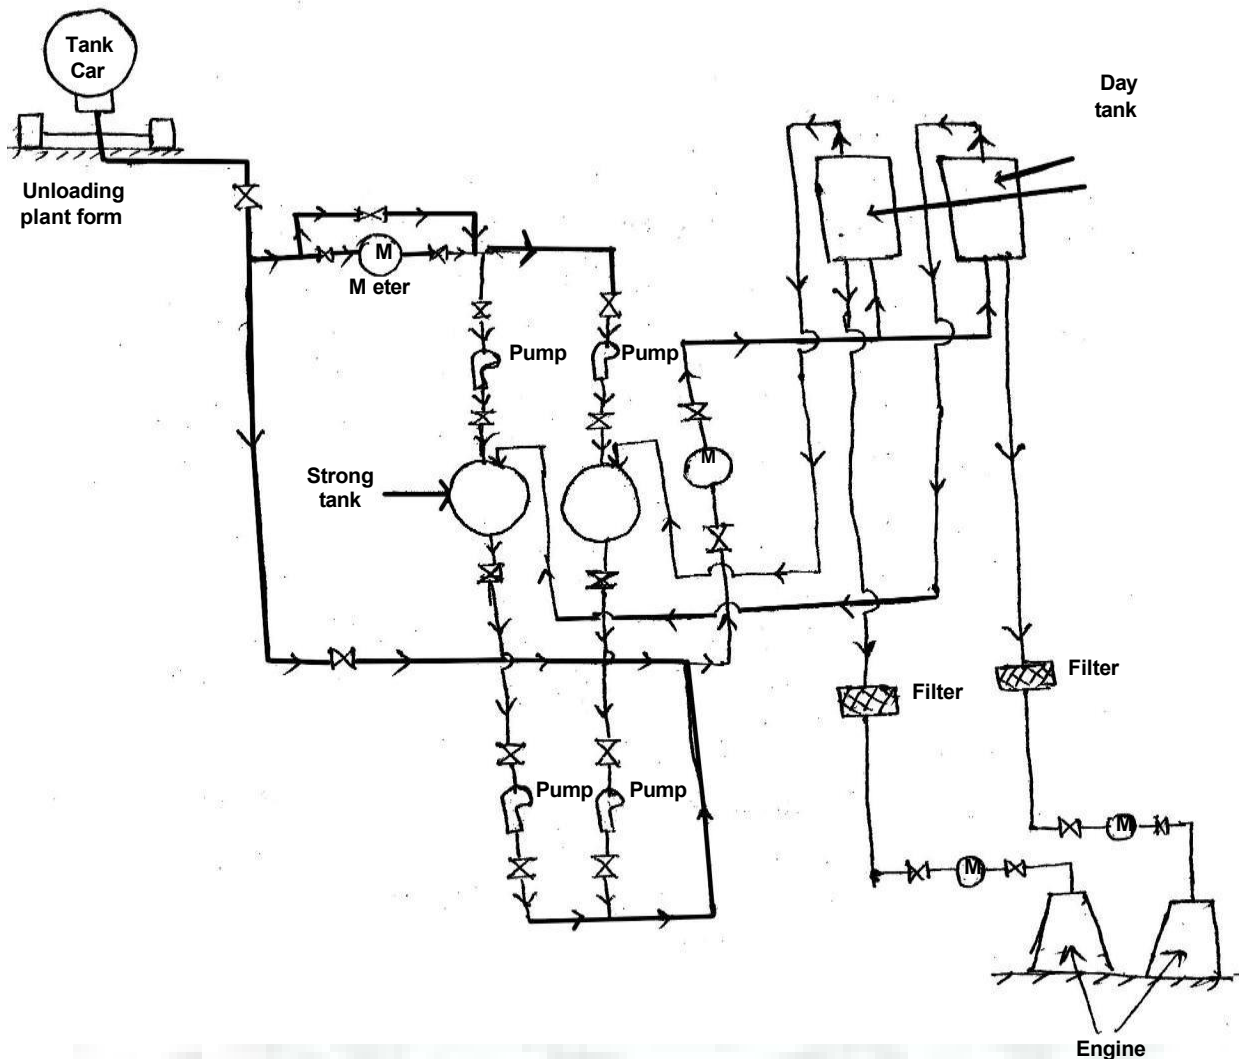 Tank
Car
Unloading
plant form
Day
tank
M
M eter
Pump
Pump
Strong
tank
M
Filter
Filter
Pump
Pump
M
M
Engine